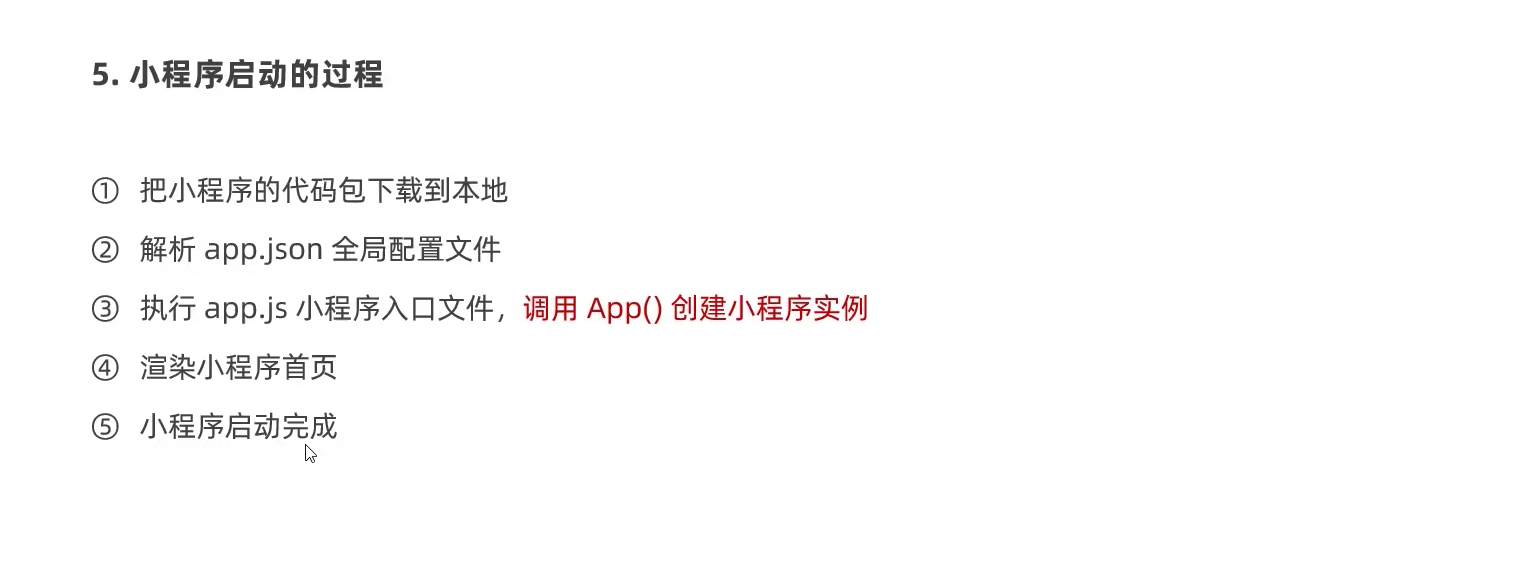 5. 小程序启动的过程
① 把小程序的代码包下载到本地
② 解析 app.json 全局配置文件
③ 执行 app.js 小程序入口文件，调用 App() 创建小程序实例
④ 渲染小程序首页
⑤ 小程序启动完成